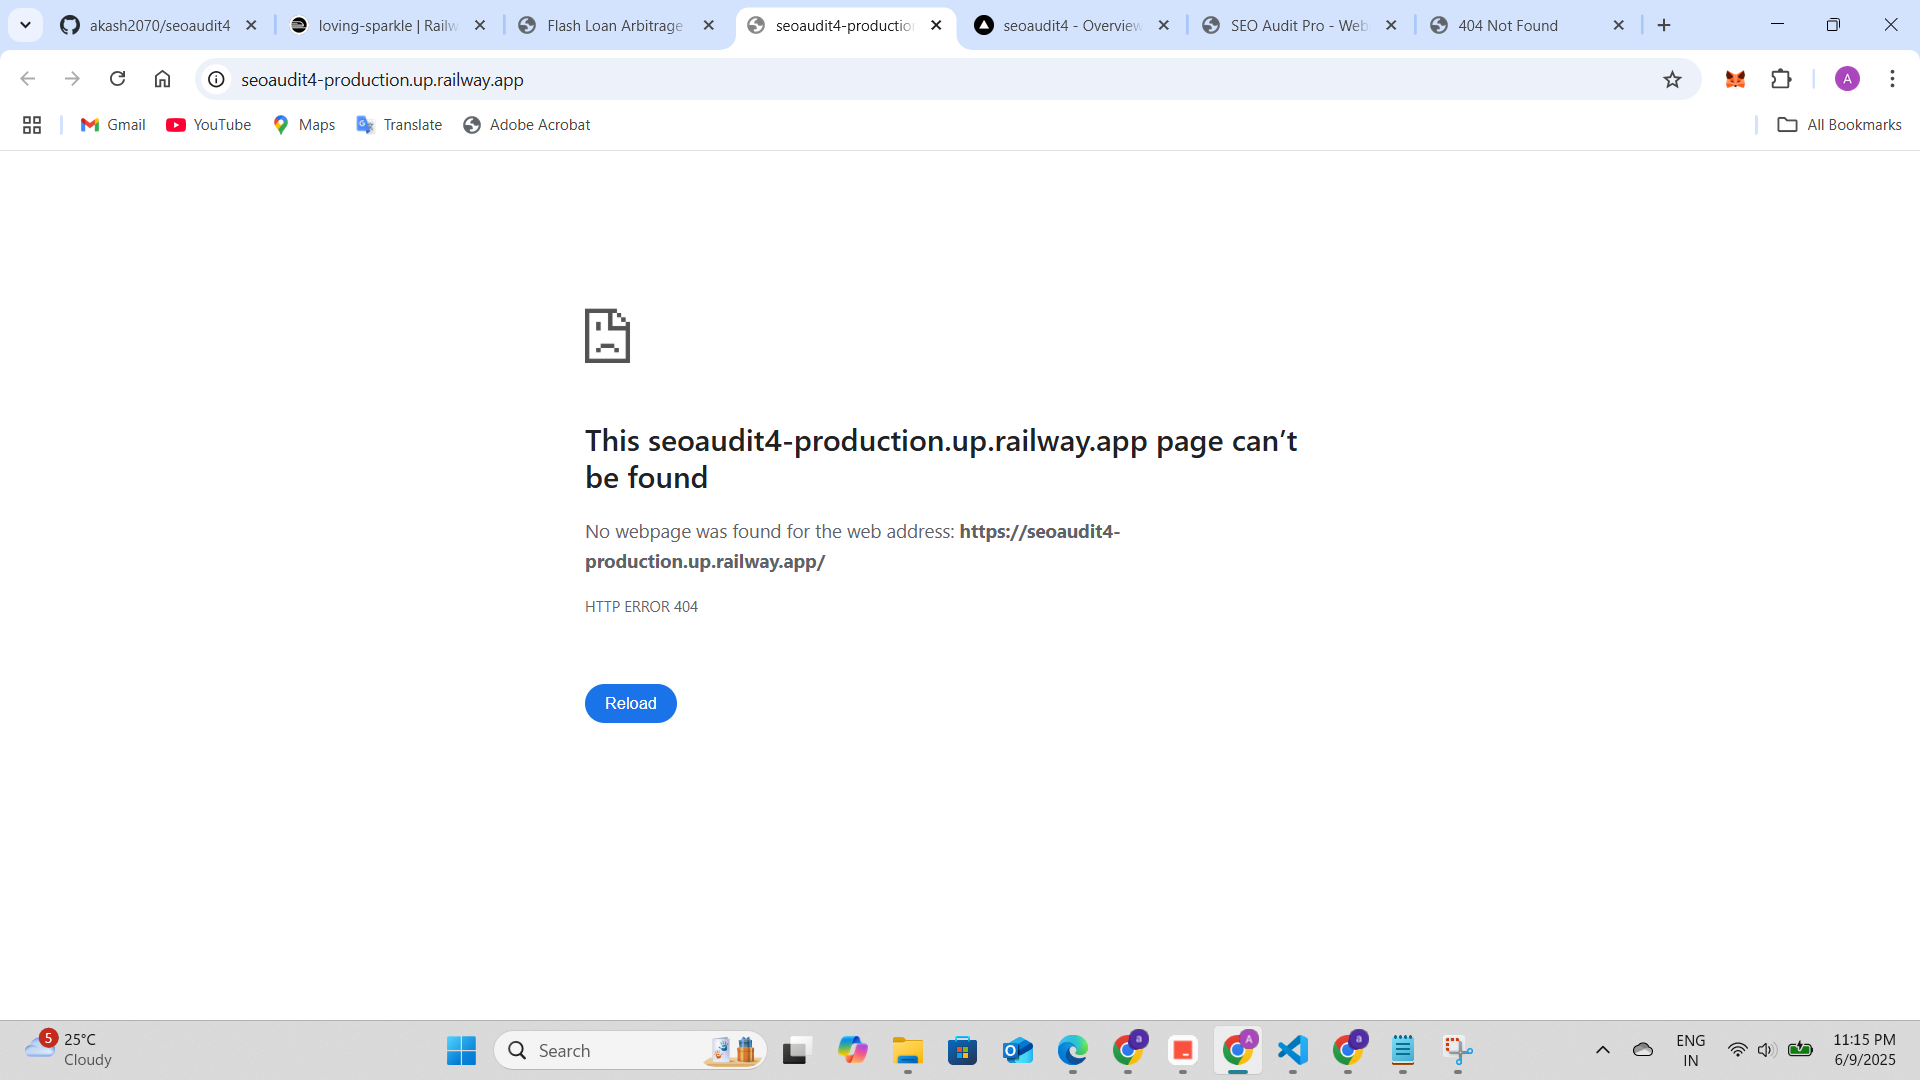 akash2070/seoaudit4
loving-sparkle | Railw
Flash Loan Arbitrage
seoaudit4-production
seoaudit4 - Overview
SEO Audit Pro - Web
404 Not Found
seoaudit4-production.up.railway.app
A
Gmail
YouTube
Maps
Translate
Adobe Acrobat
All Bookmarks
This seoaudit4-production.up.railway.app page can’t
be found
No webpage was found for the web address: https://seoaudit4-
production.up.railway.app/
HTTP ERROR 404
Reload
5
25°C
Cloudy
Search
a
A
a
ENG
IN
11:15 PM
6/9/2025